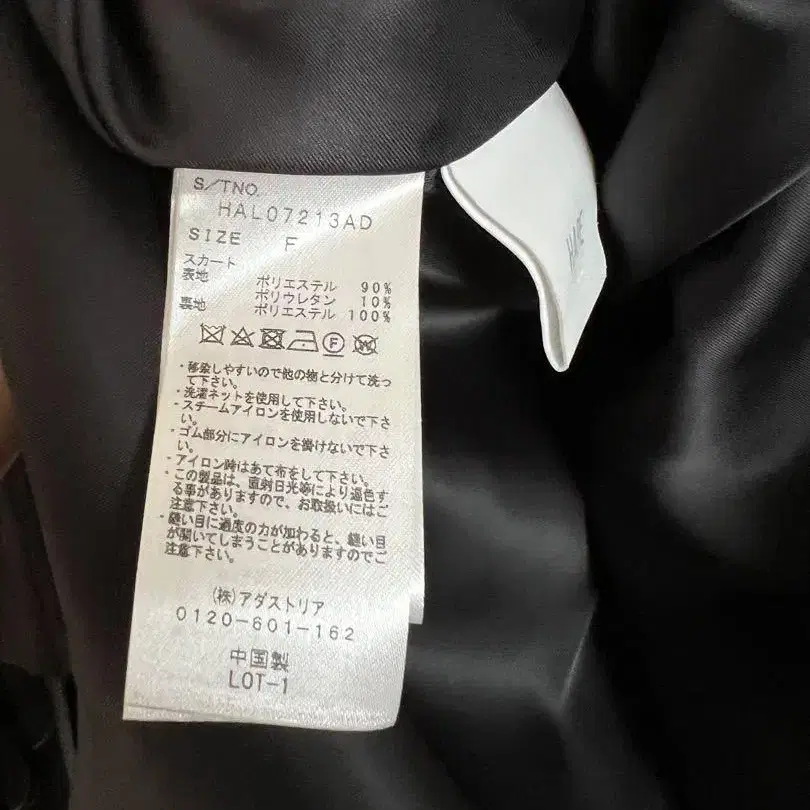 S/TNO.
HAL07213AD
SIZE F
スカート
表地 ポリエステル 90%
ポリウレタン 10%
裏地 ポリエステル 100%
F
W
・移染しやすいので他の物と分けて洗っ
て下さい。
・洗濯ネットを使用して下さい。
・スチームアイロンを使用しないで下さ
い。
・ゴム部分にアイロンを掛けないで下さ
い。
・アイロン時はあて布をして下さい。
・この製品は、直射日光等により退色す
る事がありますので、お取扱いにはご
注意下さい。
・縫い目に過度の力が加わると、縫い目
が開いてしまうことがありますのでご
注意下さい。
(株)アダストリア
0120-601-162
中国製
LOT-1